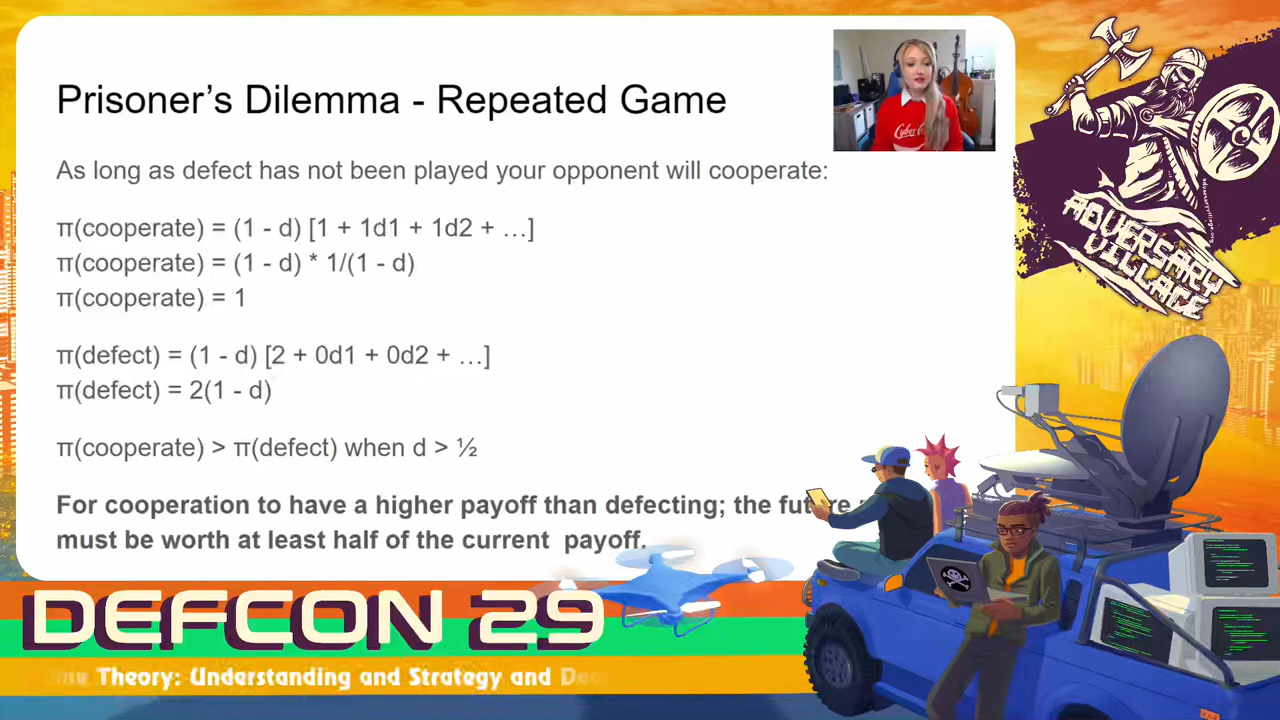 Prisoner's Dilemma - Repeated Game
As long as defect has not been played your opponent will cooperate:
π(cooperate) = (1 - d) [1 + 1d1 + 1d2 + …]
π(cooperate) = (1 - d) * 1/(1 - d)
π(cooperate) = 1
π(defect) = (1 - d) [2 + 0d1 + 0d2 + …]
π(defect) = 2(1 - d)
π(cooperate) > π(defect) when d > ½
For cooperation to have a higher payoff than defecting; the future
must be worth at least half of the current payoff.
ADVERSARY
VILLAGE
DEFCON 29
Theory: Understanding and Strategy and